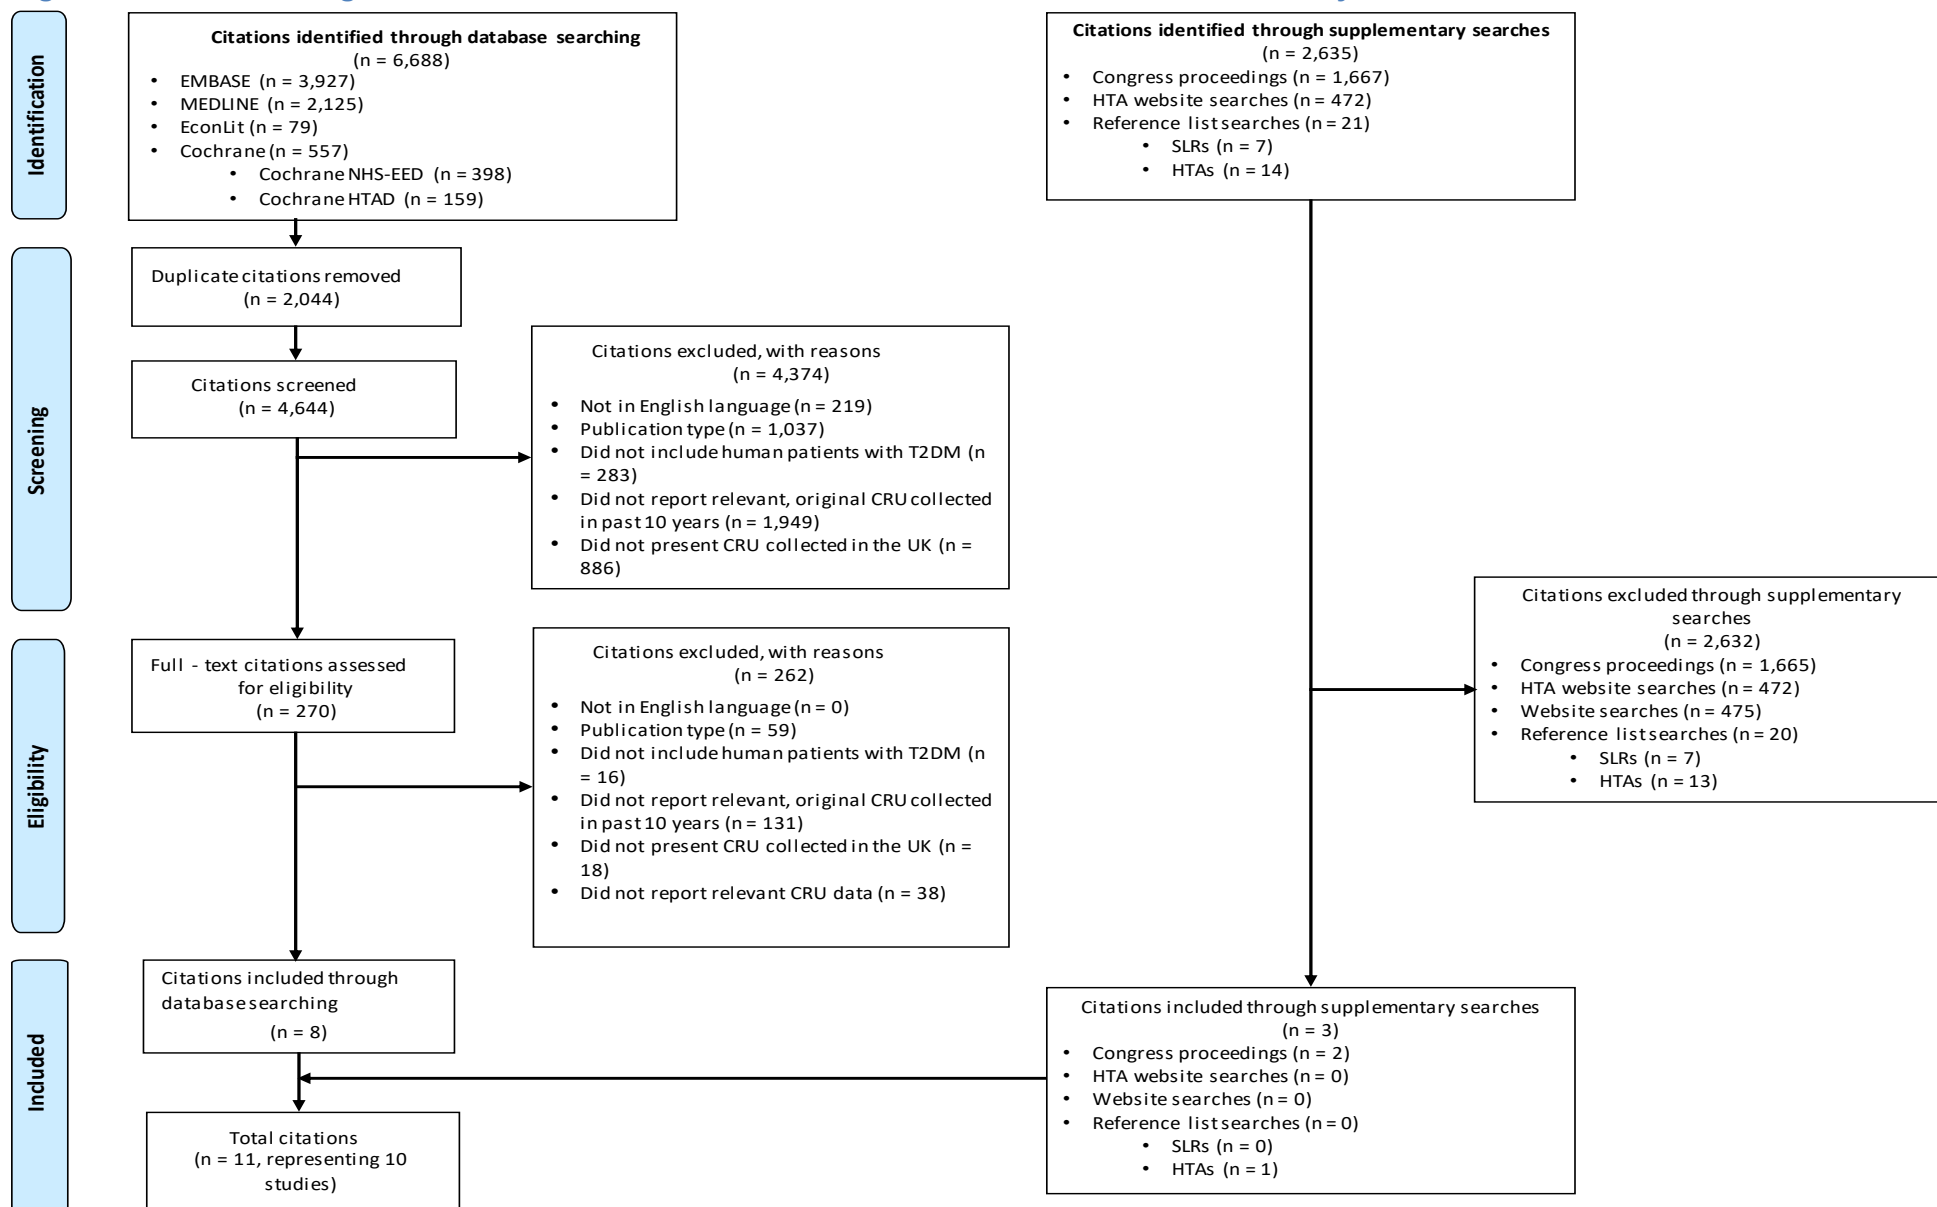 Identification
Citations identified through database searching
(n = 6,688)
• EMBASE (n = 3,927)
• MEDLINE (n = 2,125)
• EconLit (n = 79)
• Cochrane (n = 557)
• Cochrane NHS-EED (n = 398)
• Cochrane HTAD (n = 159)
Citations identified through supplementary searches
(n = 2,635)
• Congress proceedings (n = 1,667)
• HTA website searches (n = 472)
• Reference list searches (n = 21)
• SLRs (n = 7)
• HTAs (n = 14)
Screening
Duplicate citations removed
(n = 2,044)
Citations screened
(n = 4,644)
Citations excluded, with reasons
(n = 4,374)
• Not in English language (n = 219)
• Publication type (n = 1,037)
• Did not include human patients with T2DM (n
= 283)
• Did not report relevant, original CRU collected
in past 10 years (n = 1,949)
• Did not present CRU collected in the UK (n =
886)
Citations excluded through supplementary
searches
(n = 2,632)
• Congress proceedings (n = 1,665)
• HTA website searches (n = 472)
• Website searches (n = 475)
• Reference list searches (n = 20)
• SLRs (n = 7)
• HTAs (n = 13)
Eligibility
Full - text citations assessed
for eligibility
(n = 270)
Citations excluded, with reasons
(n = 262)
• Not in English language (n = 0)
• Publication type (n = 59)
• Did not include human patients with T2DM (n
= 16)
• Did not report relevant, original CRU collected
in past 10 years (n = 131)
• Did not present CRU collected in the UK (n =
18)
• Did not report relevant CRU data (n = 38)
Included
Citations included through
database searching
(n = 8)
Citations included through supplementary searches
(n = 3)
• Congress proceedings (n = 2)
• HTA website searches (n = 0)
• Website searches (n = 0)
• Reference list searches (n = 0)
• SLRs (n = 0)
• HTAs (n = 1)
Total citations
(n = 11, representing 10
studies)